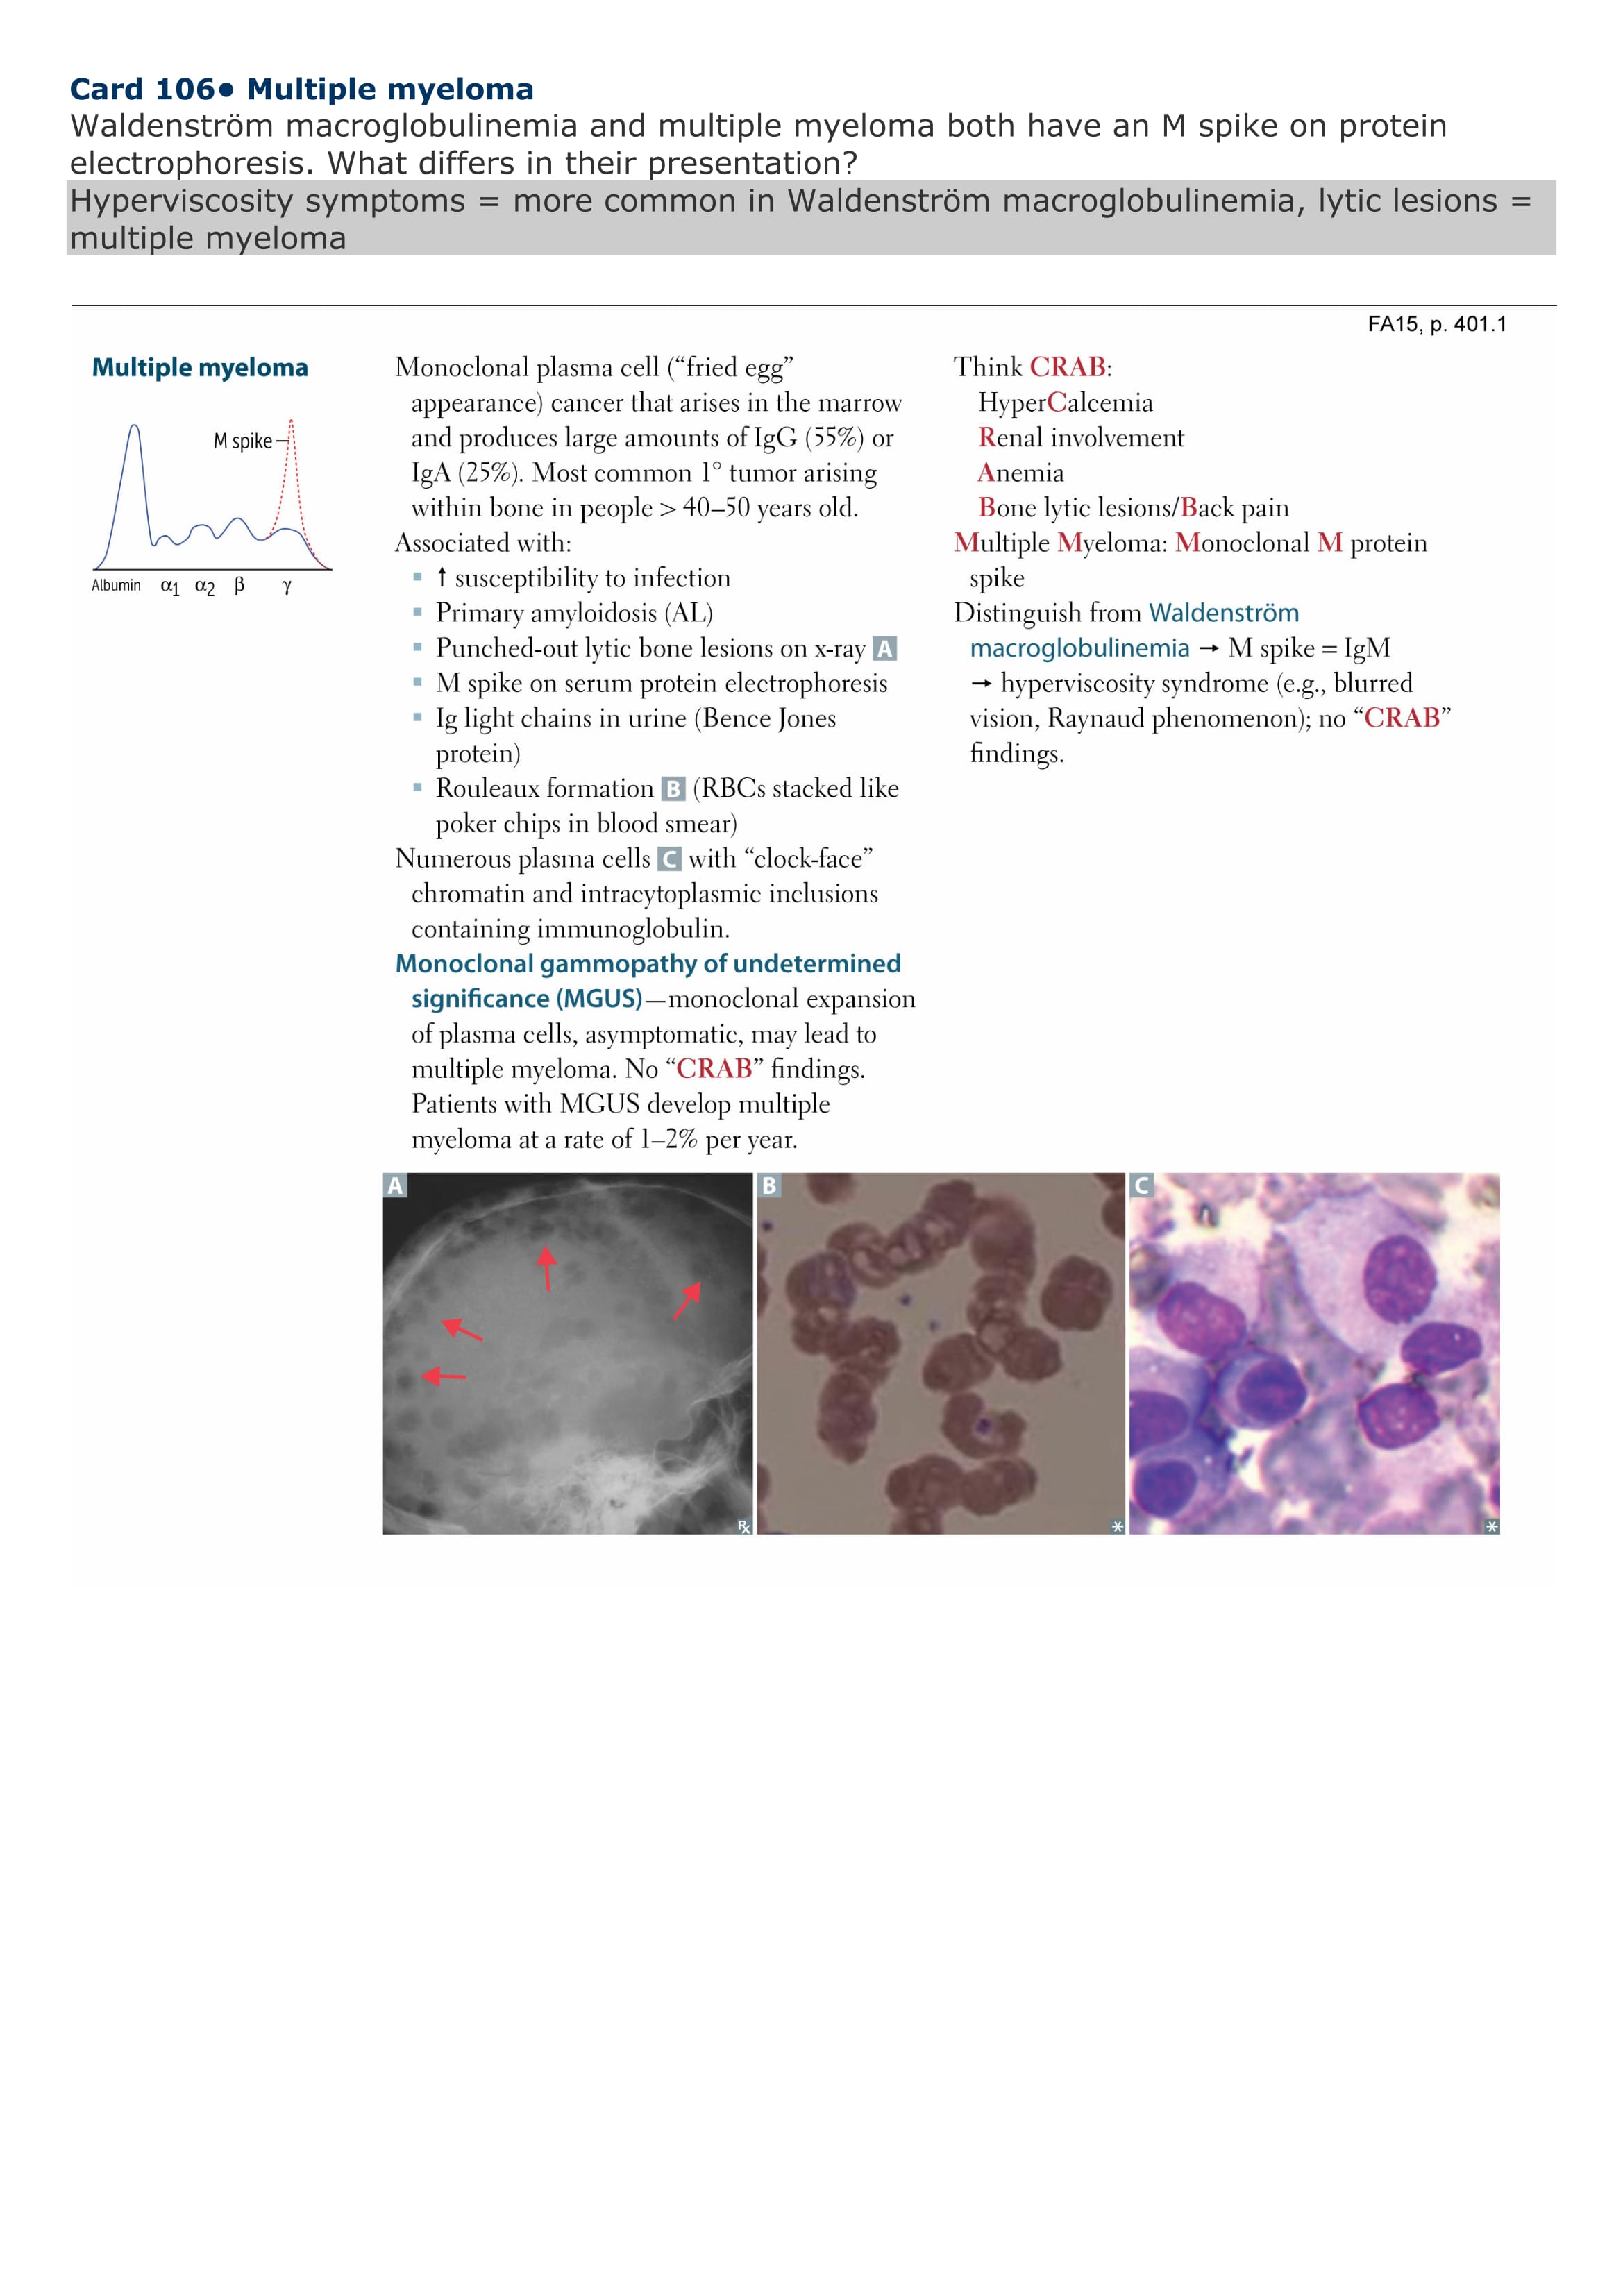 Card 106● Multiple myeloma
Waldenström macroglobulinemia and multiple myeloma both have an M spike on protein
electrophoresis. What differs in their presentation?
Hyperviscosity symptoms = more common in Waldenström macroglobulinemia, lytic lesions =
multiple myeloma
FA15, p. 401.1
Multiple myeloma
M spike
Albumin α1 α2 β γ
Monoclonal plasma cell (“fried egg”
appearance) cancer that arises in the marrow
and produces large amounts of IgG (55%) or
IgA (25%). Most common 1° tumor arising
within bone in people > 40–50 years old.
Associated with:
▪ ↑ susceptibility to infection
▪ Primary amyloidosis (AL)
▪ Punched-out lytic bone lesions on x-ray A
▪ M spike on serum protein electrophoresis
▪ Ig light chains in urine (Bence Jones
protein)
▪ Rouleaux formation B (RBCs stacked like
poker chips in blood smear)
Numerous plasma cells C with “clock-face”
chromatin and intracytoplasmic inclusions
containing immunoglobulin.
Monoclonal gammopathy of undetermined
significance (MGUS)—monoclonal expansion
of plasma cells, asymptomatic, may lead to
multiple myeloma. No “CRAB” findings.
Patients with MGUS develop multiple
myeloma at a rate of 1–2% per year.
Think CRAB:
HyperCalcemia
Renal involvement
Anemia
Bone lytic lesions/Back pain
Multiple Myeloma: Monoclonal M protein
spike
Distinguish from Waldenström
macroglobulinemia → M spike = IgM
→ hyperviscosity syndrome (e.g., blurred
vision, Raynaud phenomenon); no “CRAB”
findings.
A
B
C
℞
*
*